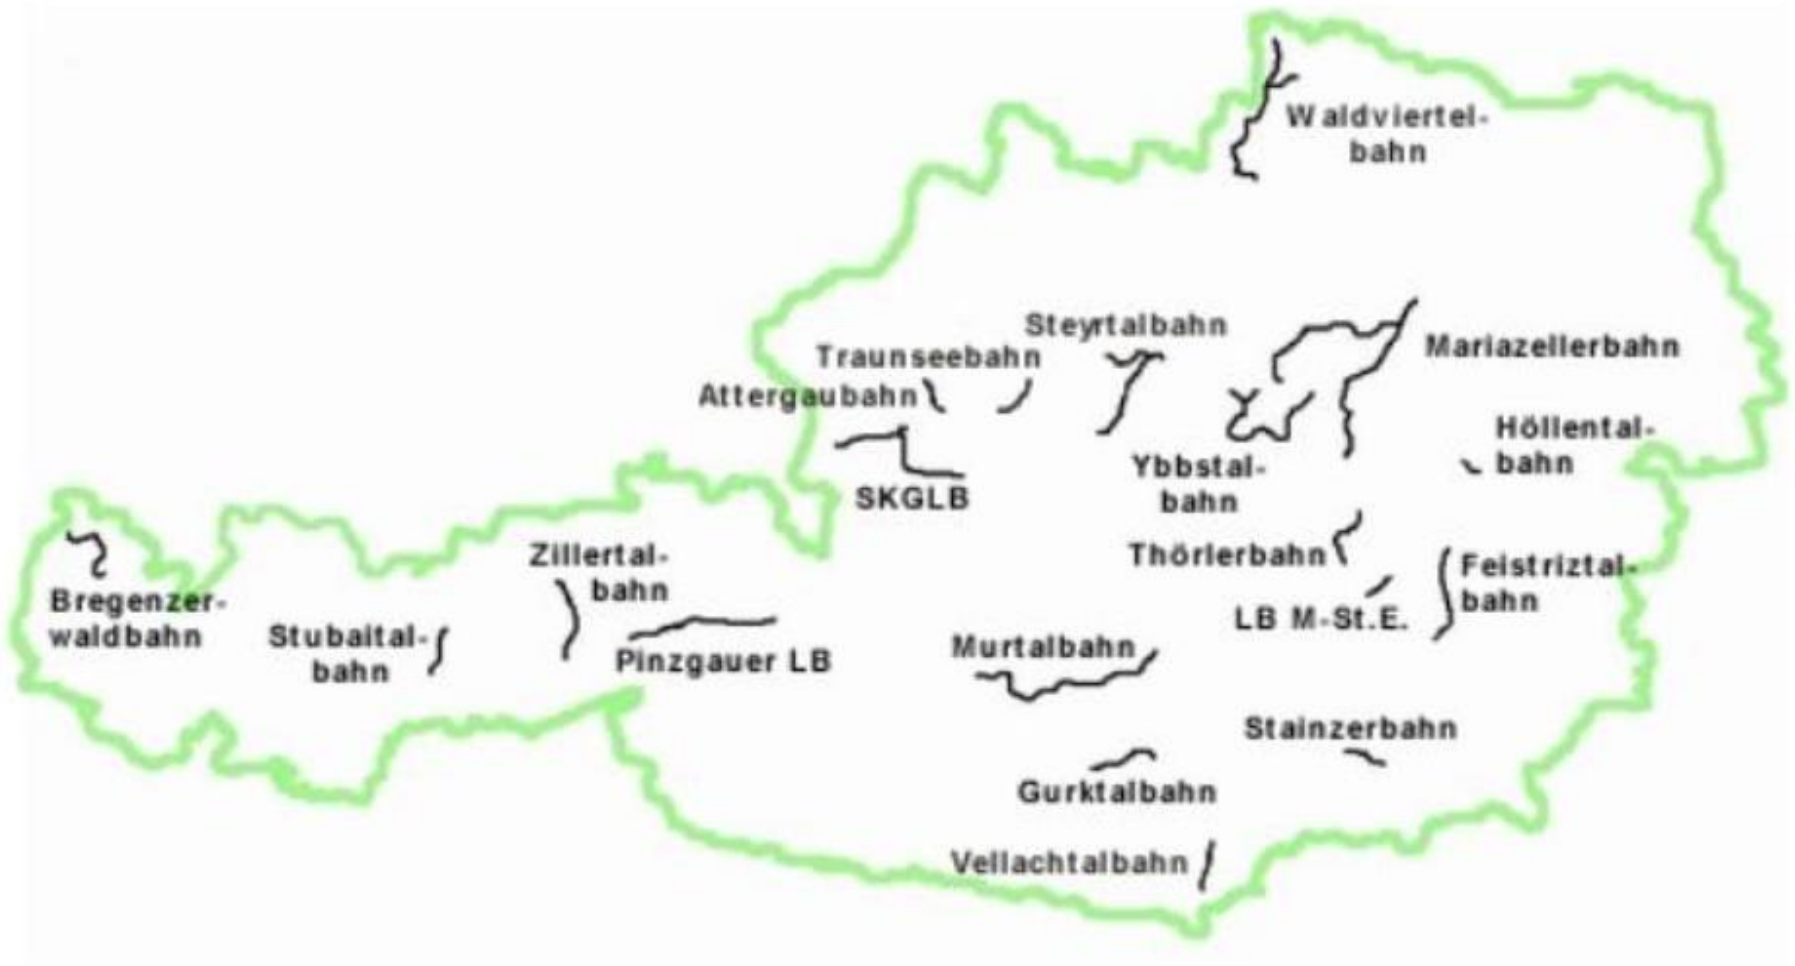 Waldviertel-
bahn
Steyrtalbahn
Traunseebahn
Mariazellerbahn
Attergaubahn
Höllental-
bahn
Ybbstal-
bahn
SKGLB
Zillertal-
bahn
Thörlerbahn
Feistriztal-
bahn
Bregenzer-
waldbahn
Stubaital-
bahn
LB M-St.E.
Pinzgauer LB
Murtalbahn
Stainzerbahn
Gurktalbahn
Vellachtalbahn